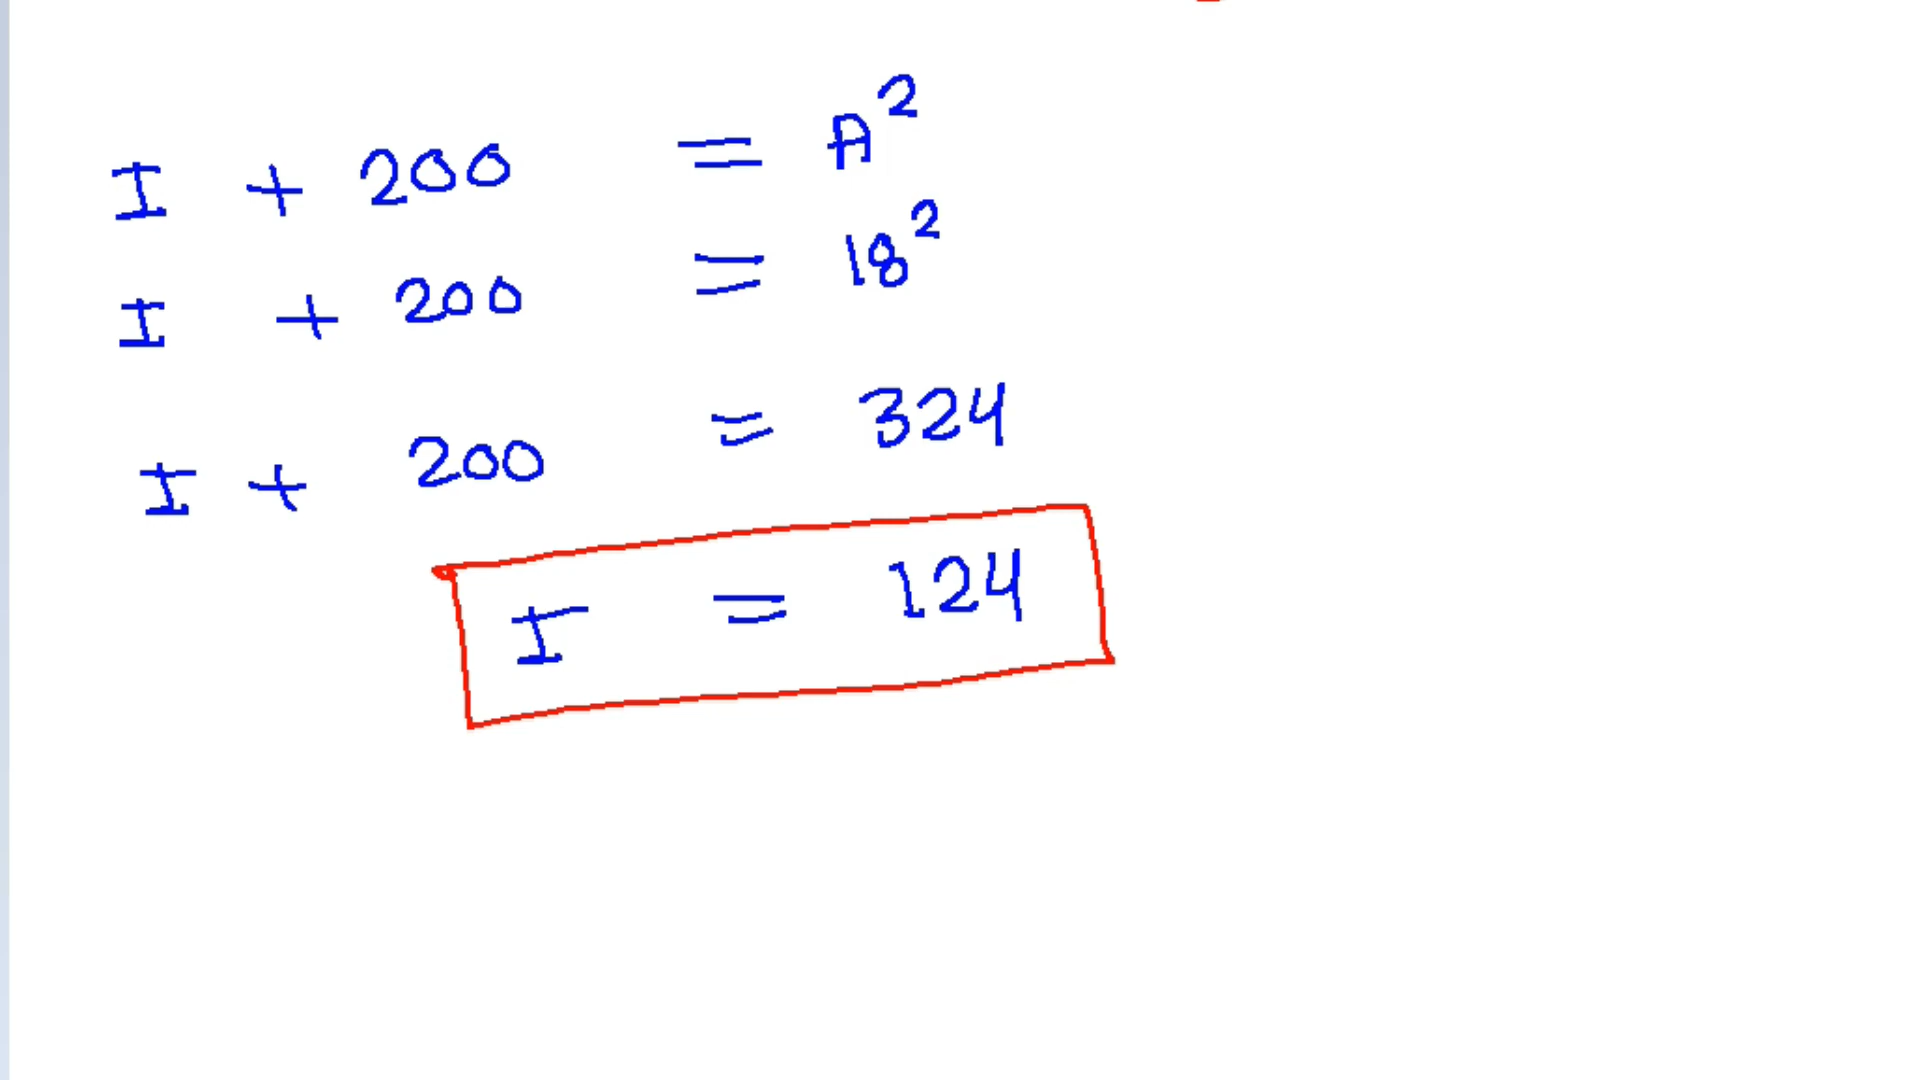 I + 200 = A²
I + 200 = 18²
I + 200 = 324
I = 124